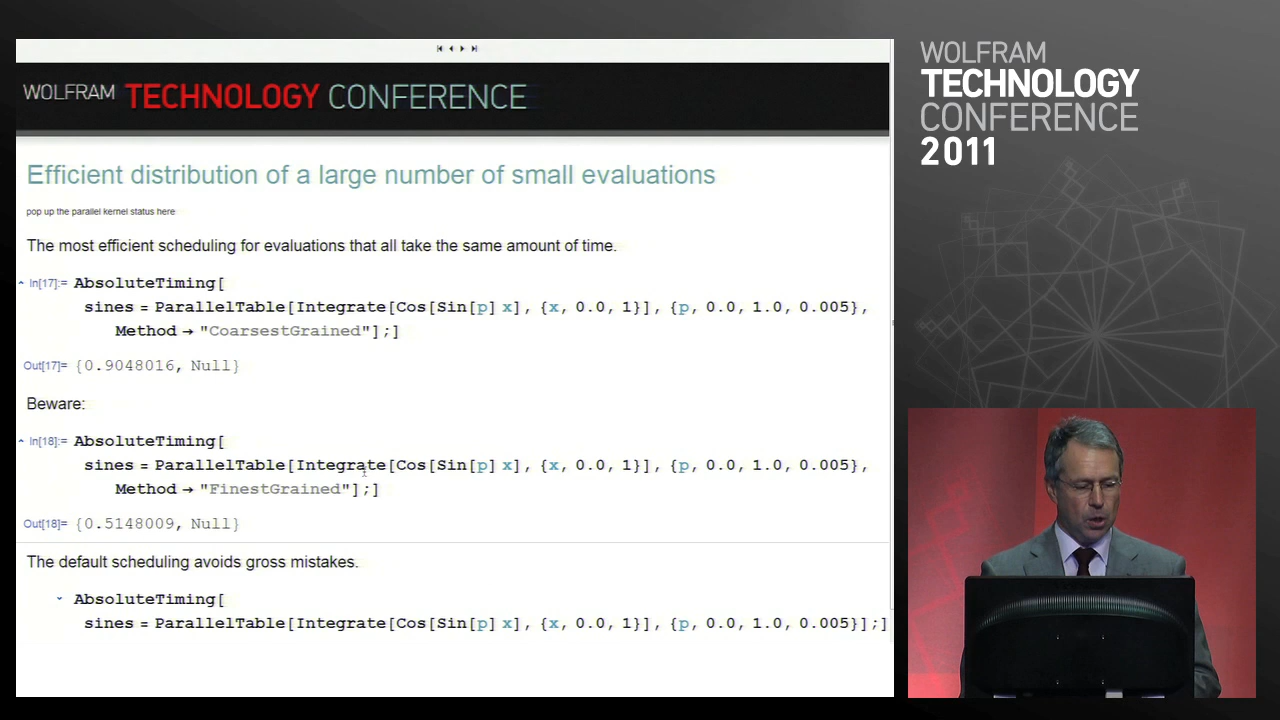 WOLFRAM TECHNOLOGY CONFERENCE
Efficient distribution of a large number of small evaluations
pop up the parallel kernel status here
The most efficient scheduling for evaluations that all take the same amount of time.
In[17]:= AbsoluteTiming[
sines = ParallelTable[Integrate[Cos[Sin[p] x], {x, 0.0, 1}], {p, 0.0, 1.0, 0.005},
Method → "CoarsestGrained"];]
Out[17]= {0.9048016, Null}
Beware:
In[18]:= AbsoluteTiming[
sines = ParallelTable[Integrate[Cos[Sin[p] x], {x, 0.0, 1}], {p, 0.0, 1.0, 0.005},
Method → "FinestGrained"];]
Out[18]= {0.5148009, Null}
The default scheduling avoids gross mistakes.
AbsoluteTiming[
sines = ParallelTable[Integrate[Cos[Sin[p] x], {x, 0.0, 1}], {p, 0.0, 1.0, 0.005}];]
WOLFRAM
TECHNOLOGY
CONFERENCE
2011